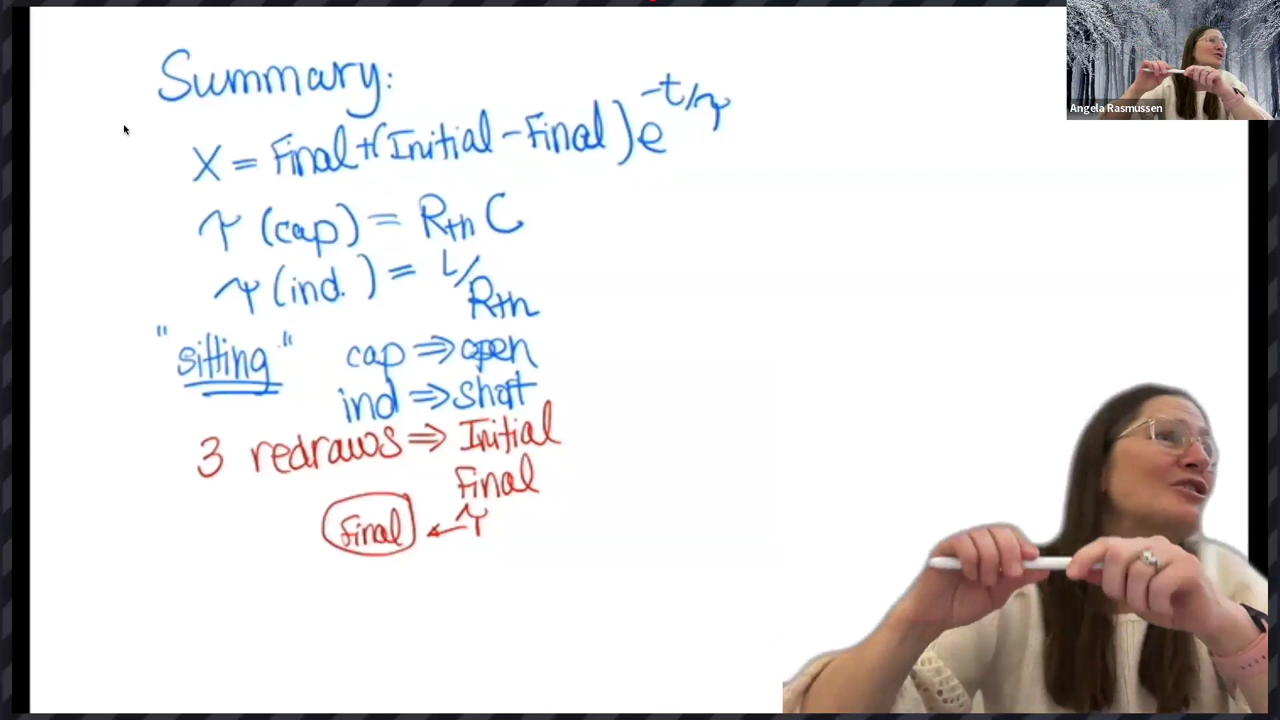 Summary:
X = Final + (Initial - Final) e^-t/τ
τ (cap) = Rth C
τ (ind.) = L/Rth
"sitting" cap ⇒ open
ind ⇒ short
3 redraws ⇒ Initial
Final
Final ← τ
Angela Rasmussen